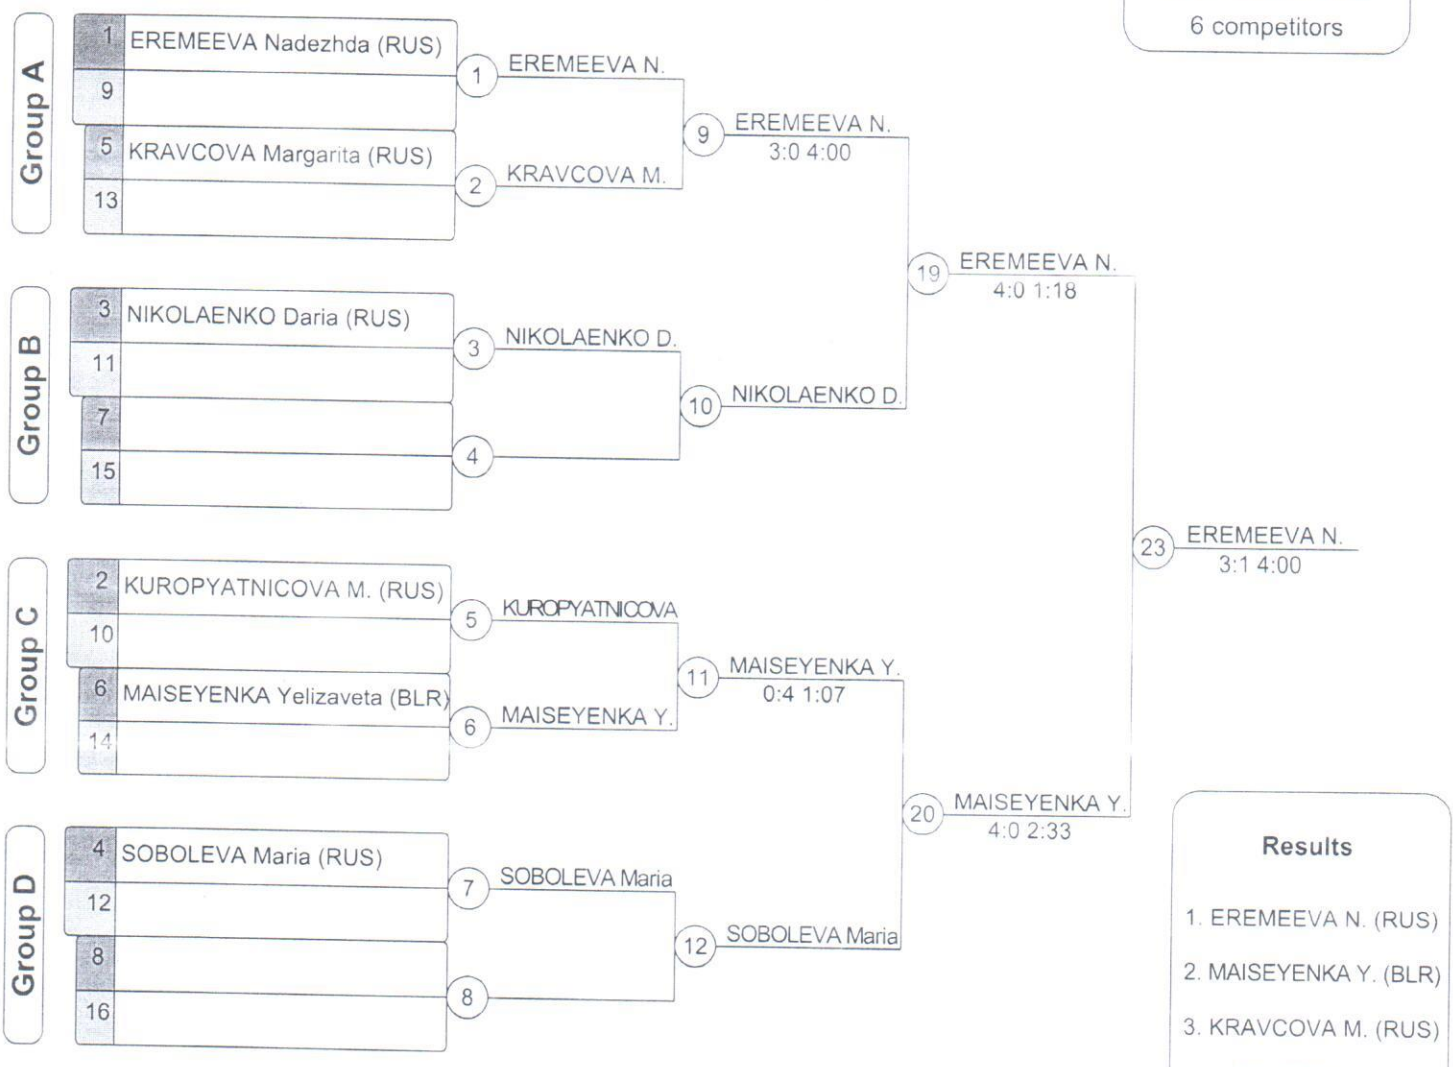 6 competitors
Group A
1 EREMEEVA Nadezhda (RUS)
9
5 KRAVCOVA Margarita (RUS)
13
1 EREMEEVA N.
2 KRAVCOVA M.
9 EREMEEVA N.
3:0 4:00
Group B
3 NIKOLAENKO Daria (RUS)
11
7
15
3 NIKOLAENKO D.
4
10 NIKOLAENKO D.
19 EREMEEVA N.
4:0 1:18
Group C
2 KUROPYATNICOVA M. (RUS)
10
6 MAISEYENKA Yelizaveta (BLR)
14
5 KUROPYATNICOVA
6 MAISEYENKA Y.
11 MAISEYENKA Y.
0:4 1:07
Group D
4 SOBOLEVA Maria (RUS)
12
8
16
7 SOBOLEVA Maria
8
12 SOBOLEVA Maria
20 MAISEYENKA Y.
4:0 2:33
23 EREMEEVA N.
3:1 4:00
Results
1. EREMEEVA N. (RUS)
2. MAISEYENKA Y. (BLR)
3. KRAVCOVA M. (RUS)